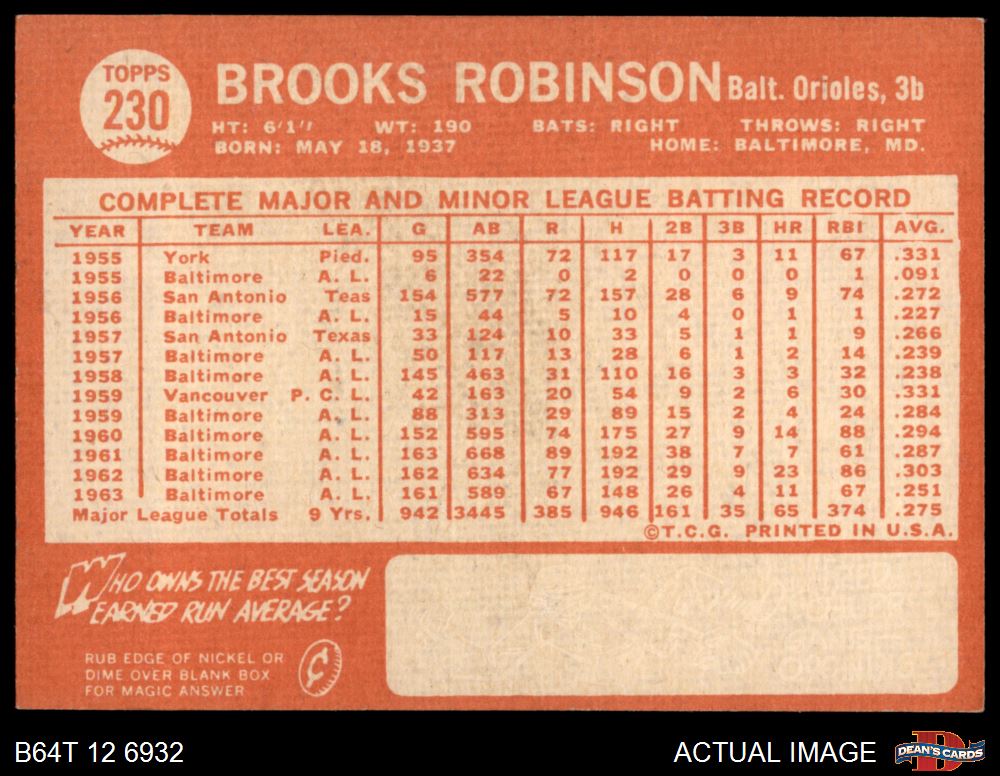 TOPPS
230
BROOKS ROBINSON Balt. Orioles, 3b
HT: 6'1" WT: 190 BATS: RIGHT THROWS: RIGHT
BORN: MAY 18, 1937 HOME: BALTIMORE, MD.
COMPLETE MAJOR AND MINOR LEAGUE BATTING RECORD
YEAR TEAM LEA. G AB R H 2B 3B HR RBI AVG.
1955 York Pied. 95 354 72 117 17 3 11 67 .331
1955 Baltimore A. L. 6 22 0 2 0 0 0 1 .091
1956 San Antonio Teas 154 577 72 157 28 6 9 74 .272
1956 Baltimore A. L. 15 44 5 10 4 0 1 1 .227
1957 San Antonio Texas 33 124 10 33 5 1 1 9 .266
1957 Baltimore A. L. 50 117 13 28 6 1 2 14 .239
1958 Baltimore A. L. 145 463 31 110 16 3 3 32 .238
1959 Vancouver P. C. L. 42 163 20 54 9 2 6 30 .331
1959 Baltimore A. L. 88 313 29 89 15 2 4 24 .284
1960 Baltimore A. L. 152 595 74 175 27 9 14 88 .294
1961 Baltimore A. L. 163 668 89 192 38 7 7 61 .287
1962 Baltimore A. L. 162 634 77 192 29 9 23 86 .303
1963 Baltimore A. L. 161 589 67 148 26 4 11 67 .251
Major League Totals 9 Yrs. 942 3445 385 946 161 35 65 374 .275
©T.C.G. PRINTED IN U.S.A.
WHO OWNS THE BEST SEASON
EARNED RUN AVERAGE?
RUB EDGE OF NICKEL OR
DIME OVER BLANK BOX
FOR MAGIC ANSWER
B64T 12 6932 ACTUAL IMAGE DEAN'S CARDS